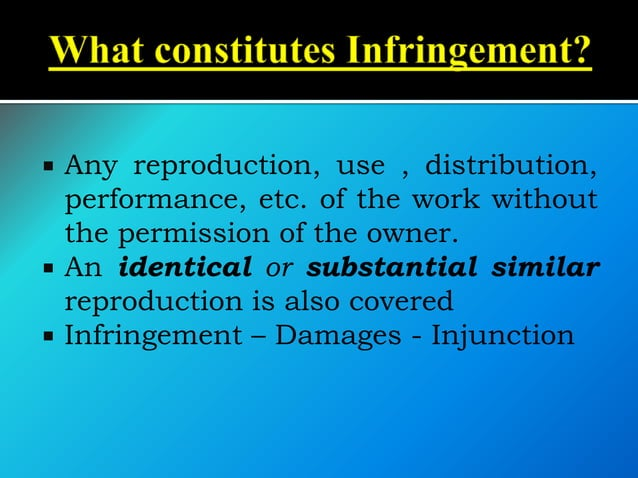 What constitutes Infringement?
▪ Any reproduction, use , distribution,
performance, etc. of the work without
the permission of the owner.
▪ An identical or substantial similar
reproduction is also covered
▪ Infringement – Damages - Injunction